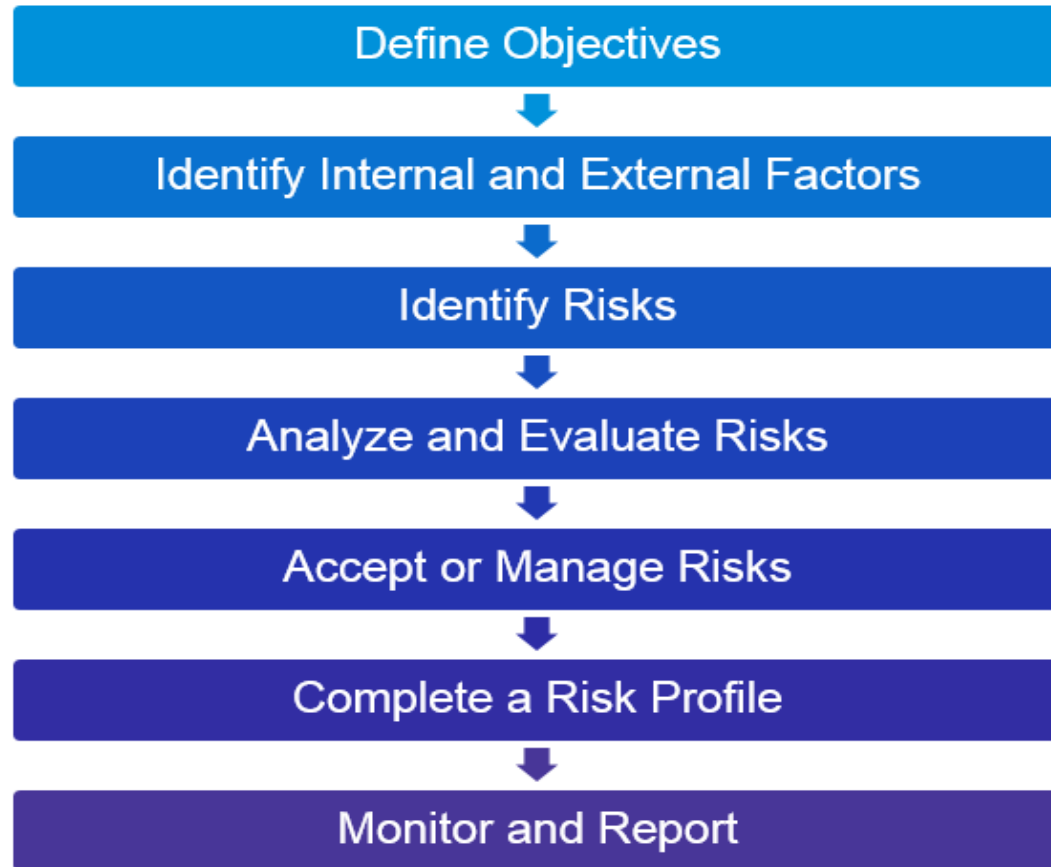 Define Objectives
Identify Internal and External Factors
Identify Risks
Analyze and Evaluate Risks
Accept or Manage Risks
Complete a Risk Profile
Monitor and Report